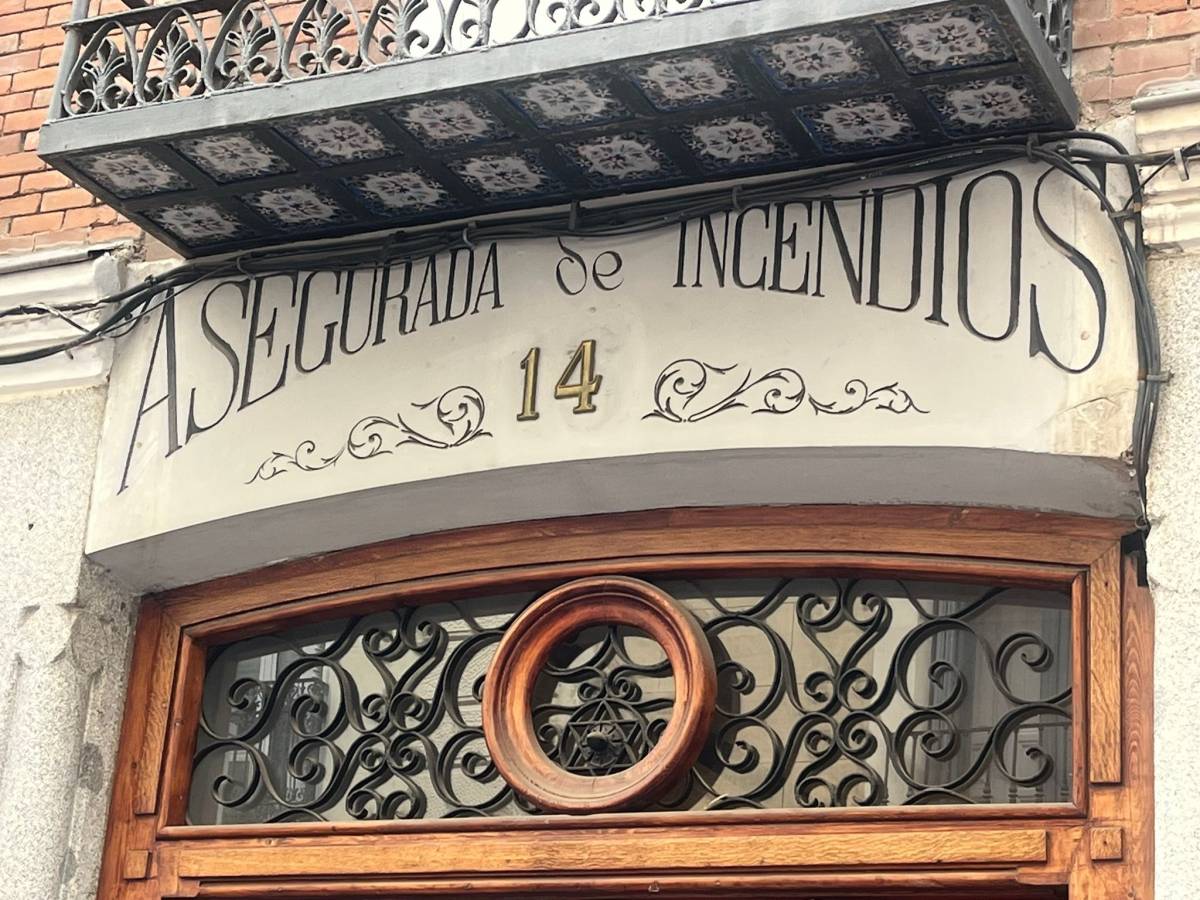 ASEGURADA de INCENDIOS
14